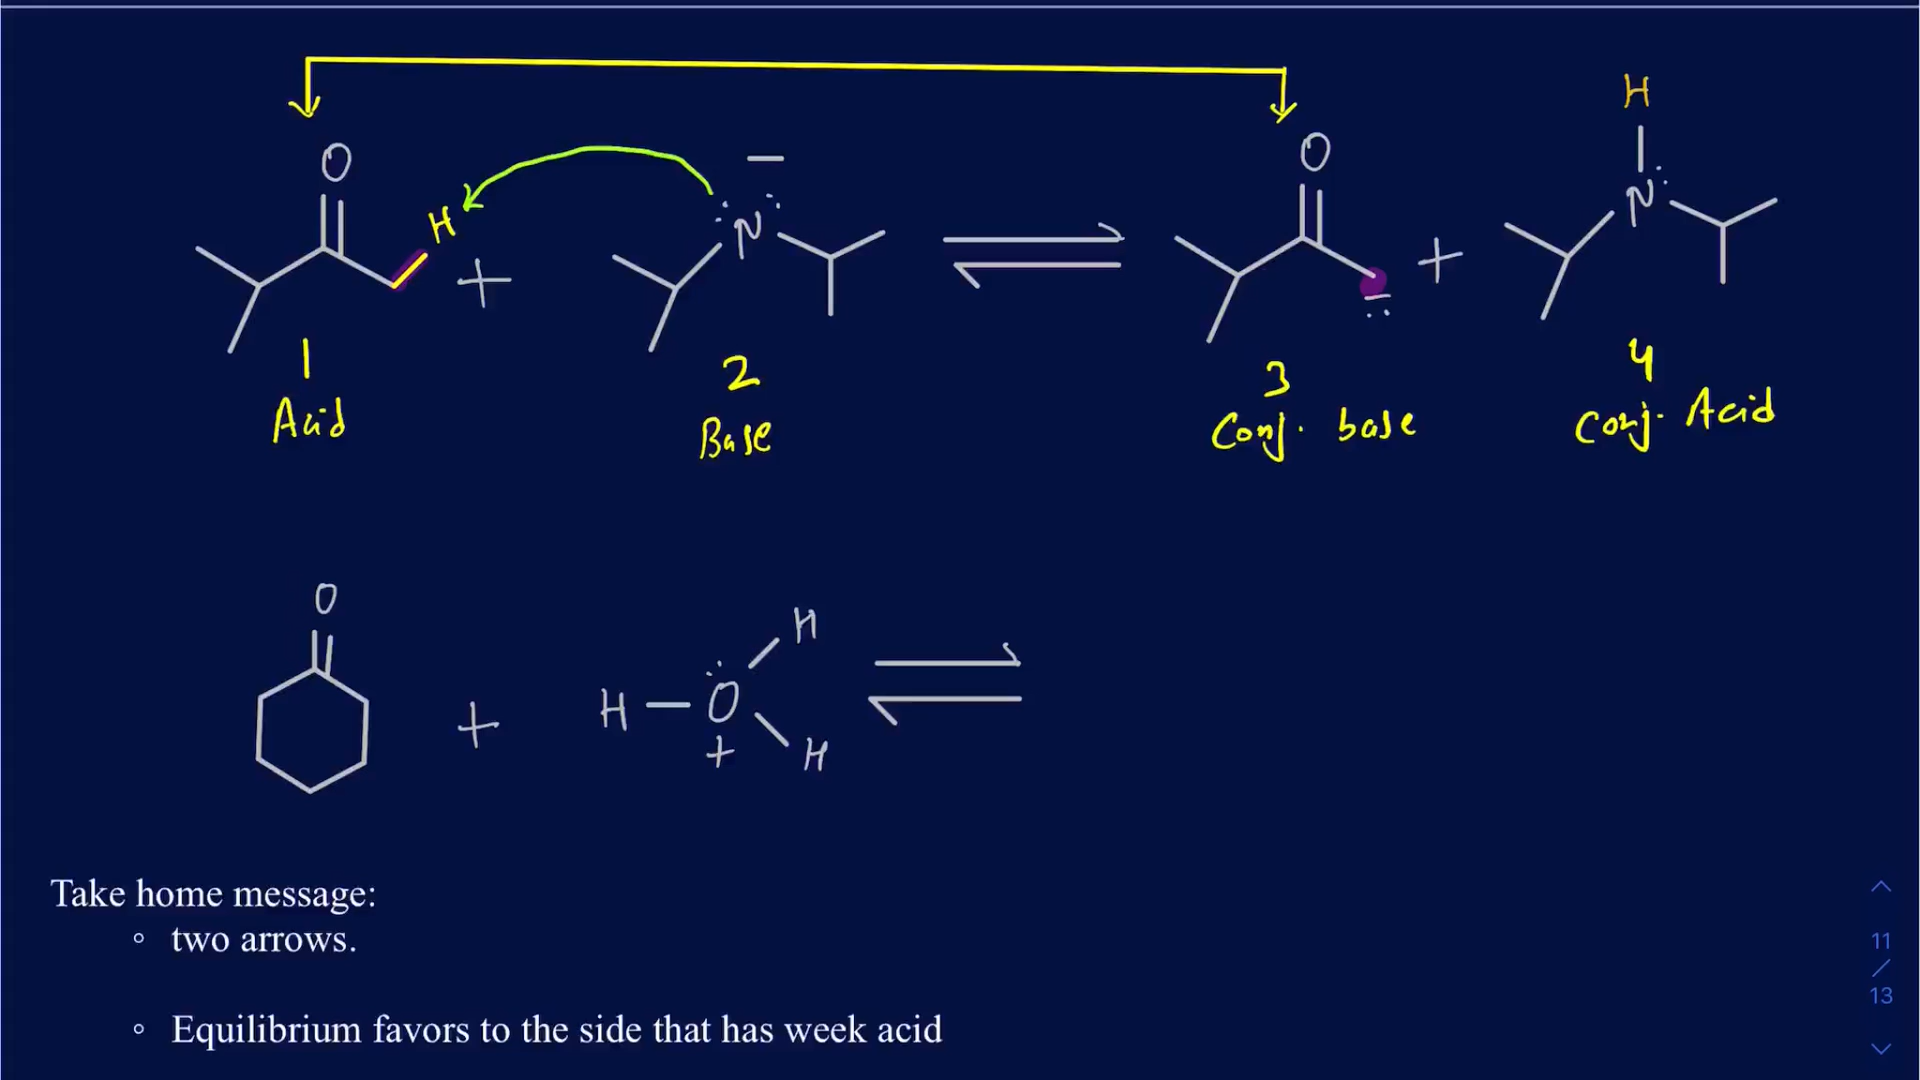 O
H
H
+
N
O
+
N
1
2
3
4
Acid
Base
Conj. base
Conj. Acid
O
+
H — O
H
+
H
Take home message:
two arrows.
Equilibrium favors to the side that has week acid
11
/
13